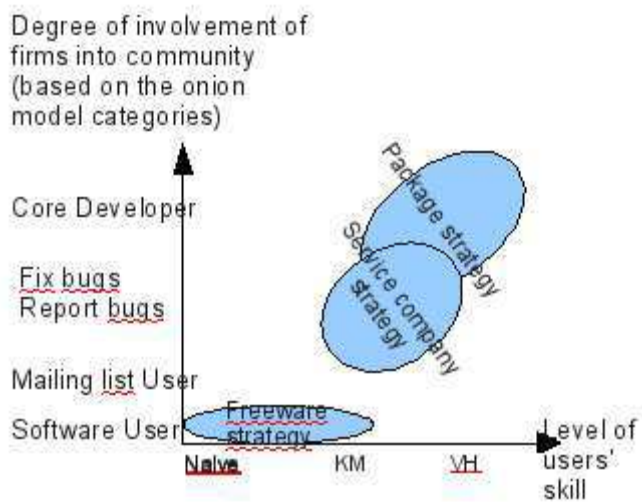 Degree of involvement of
firms into community
(based on the onion
model categories)
Core Developer
Fix bugs
Report bugs
Mailing list User
Software User
Package strategy
Service company
strategy
Freeware
strategy
Naive
KM
VH
Level of
users'
skill